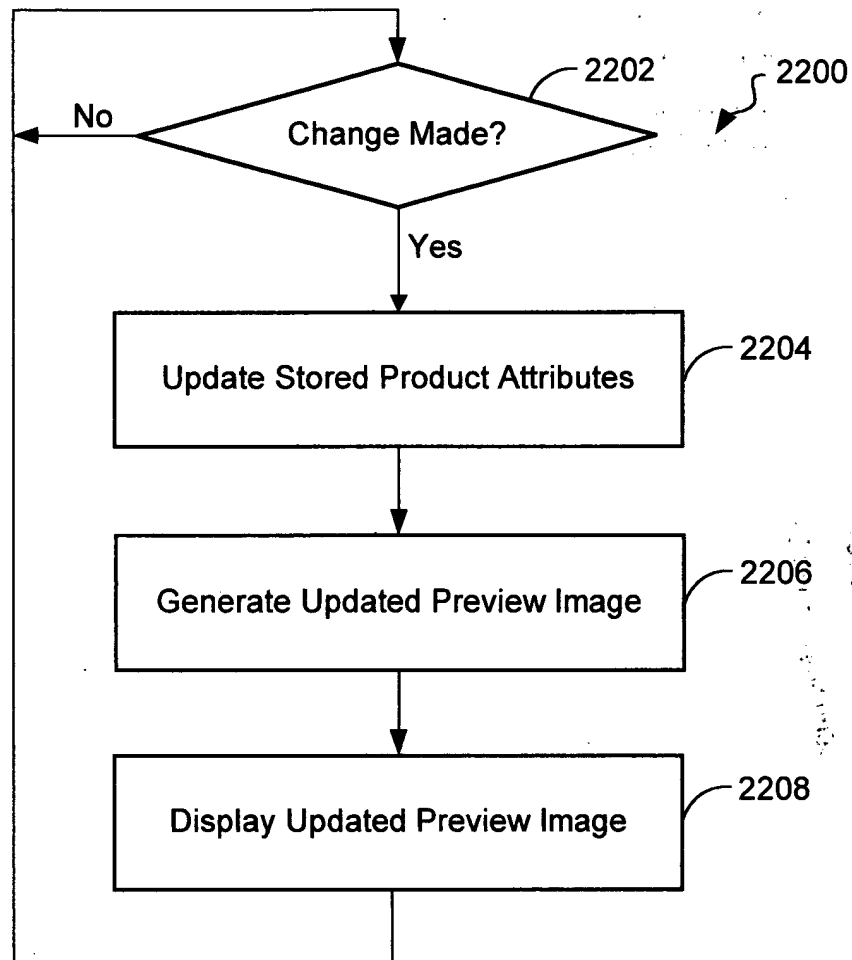 2202
2200
No
Change Made?
Yes
2204
Update Stored Product Attributes
2206
Generate Updated Preview Image
2208
Display Updated Preview Image